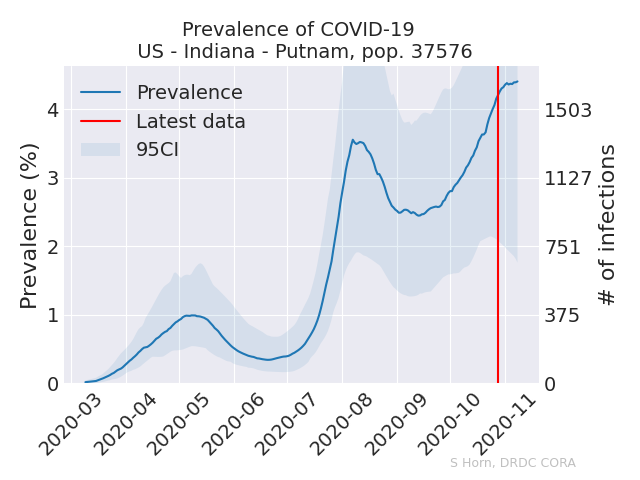 Prevalence of COVID-19
US - Indiana - Putnam, pop. 37576
Prevalence
Latest data
95CI
Prevalence (%)
4
3
2
1
0
1503
1127
751
375
0
# of infections
2020-03
2020-04
2020-05
2020-06
2020-07
2020-08
2020-09
2020-10
2020-11
S Horn, DRDC CORA